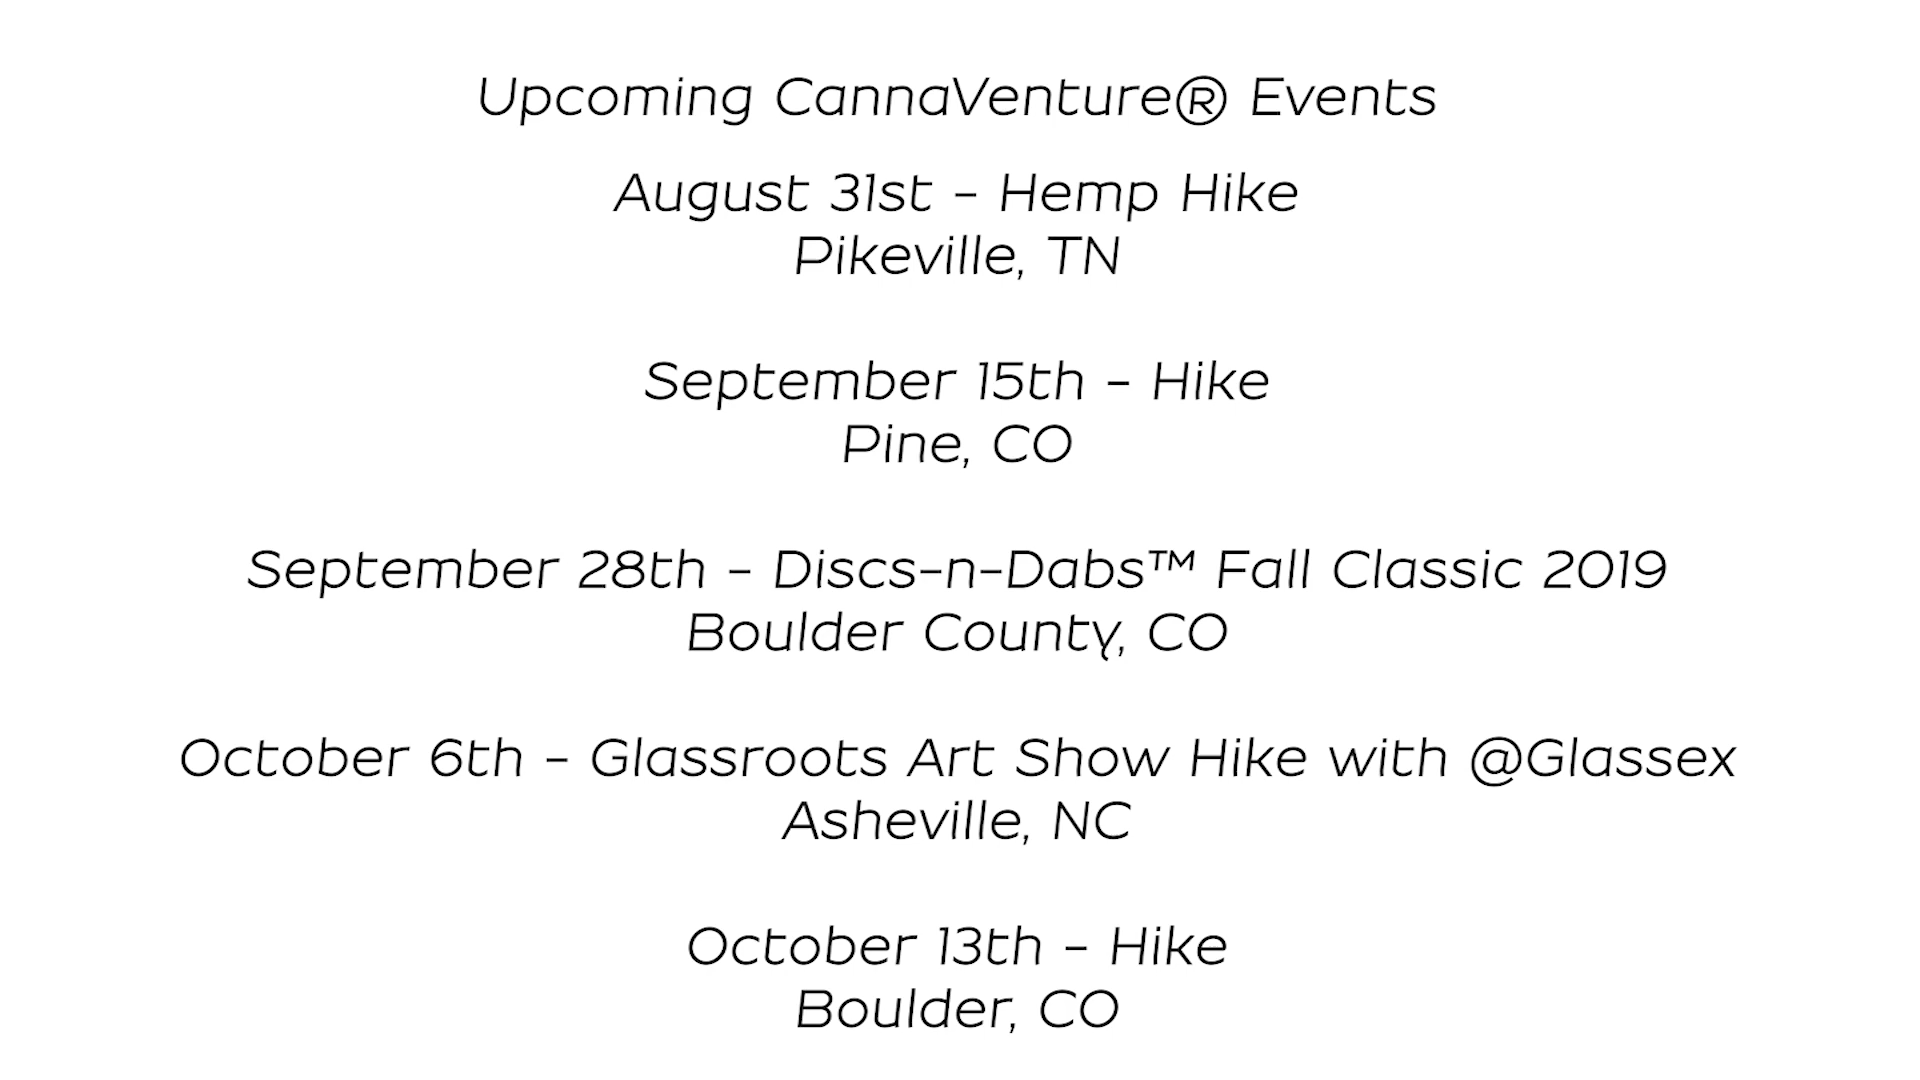 Upcoming CannaVenture® Events
August 31st - Hemp Hike
Pikeville, TN
September 15th - Hike
Pine, CO
September 28th - Discs-n-Dabs™ Fall Classic 2019
Boulder County, CO
October 6th - Glassroots Art Show Hike with @Glassex
Asheville, NC
October 13th - Hike
Boulder, CO